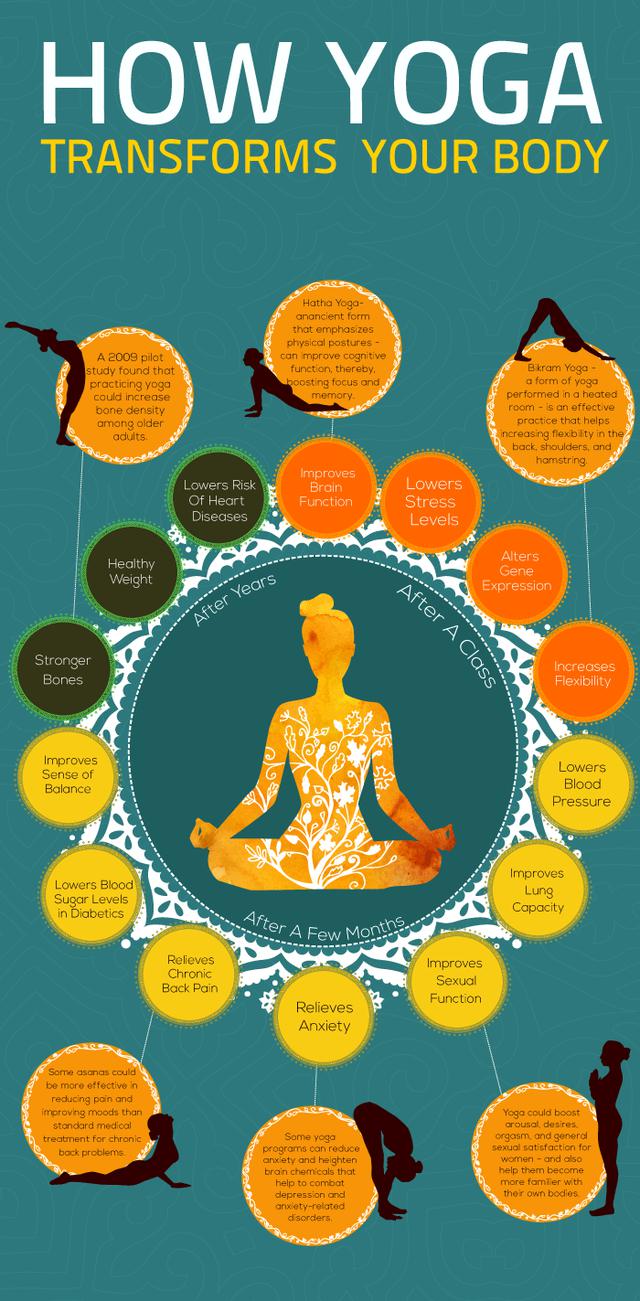 HOW YOGA
TRANSFORMS YOUR BODY
Hatha Yoga-
anancient form
that emphasizes
physical postures -
can improve cognitive
function, thereby,
boosting focus and
memory.
A 2009 pilot
study found that
practicing yoga
could increase
bone density
among older
adults.
Bikram Yoga -
a form of yoga
performed in a heated
room - is an effective
practice that helps
increasing flexibility in the
back, shoulders, and
hamstring.
Lowers Risk
Of Heart
Diseases
Improves
Brain
Function
Lowers
Stress
Levels
Healthy
Weight
Alters
Gene
Expression
After Years
After A Class
Stronger
Bones
Increases
Flexibility
Improves
Sense of
Balance
Lowers
Blood
Pressure
Lowers Blood
Sugar Levels
in Diabetics
Improves
Lung
Capacity
After A Few Months
Relieves
Chronic
Back Pain
Improves
Sexual
Function
Relieves
Anxiety
Some asanas could
be more effective in
reducing pain and
improving moods than
standard medical
treatment for chronic
back problems.
Some yoga
programs can reduce
anxiety and heighten
brain chemicals that
help to combat
depression and
anxiety-related
disorders.
Yoga could boost
arousal, desires,
orgasm, and general
sexual satisfaction for
women - and also
help them become
more familiar with
their own bodies.